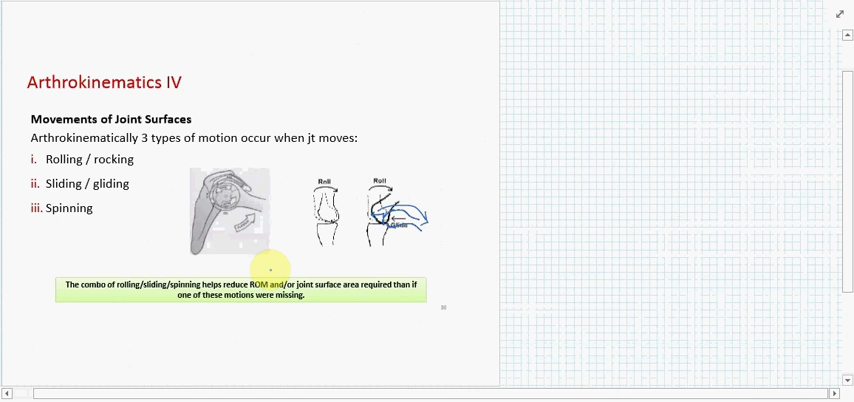 Arthrokinematics IV
Movements of Joint Surfaces
Arthrokinematically 3 types of motion occur when jt moves:
i. Rolling / rocking
ii. Sliding / gliding
iii. Spinning
Roll
Roll
The combo of rolling/sliding/spinning helps reduce ROM and/or joint surface area required than if
one of these motions were missing.